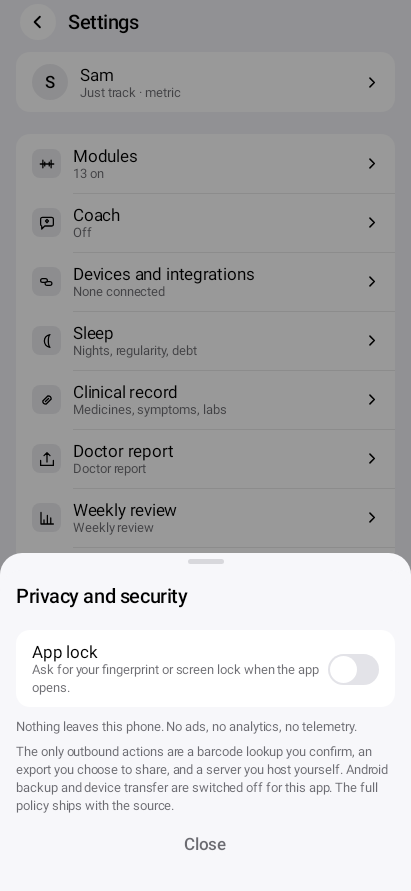 Settings
S
Sam
Just track · metric
Modules
13 on
Coach
Off
Devices and integrations
None connected
Sleep
Nights, regularity, debt
Clinical record
Medicines, symptoms, labs
Doctor report
Doctor report
Weekly review
Weekly review
Privacy and security
App lock
Ask for your fingerprint or screen lock when the app
opens.
Nothing leaves this phone. No ads, no analytics, no telemetry.
The only outbound actions are a barcode lookup you confirm, an
export you choose to share, and a server you host yourself. Android
backup and device transfer are switched off for this app. The full
policy ships with the source.
Close